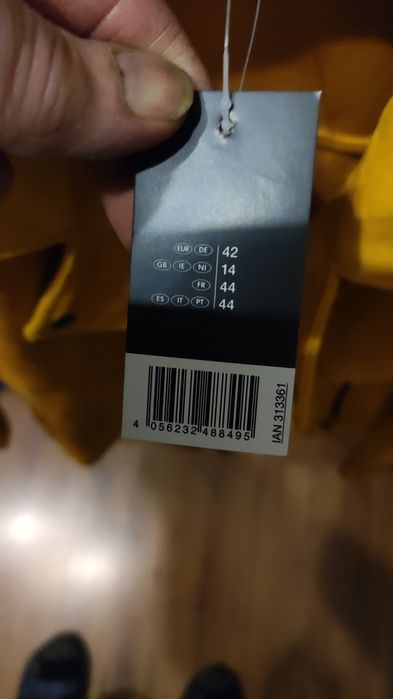 EUR DE 42
GB IE NI 14
FR 44
ES IT PT 44
4 056232 488495
IAN 313361